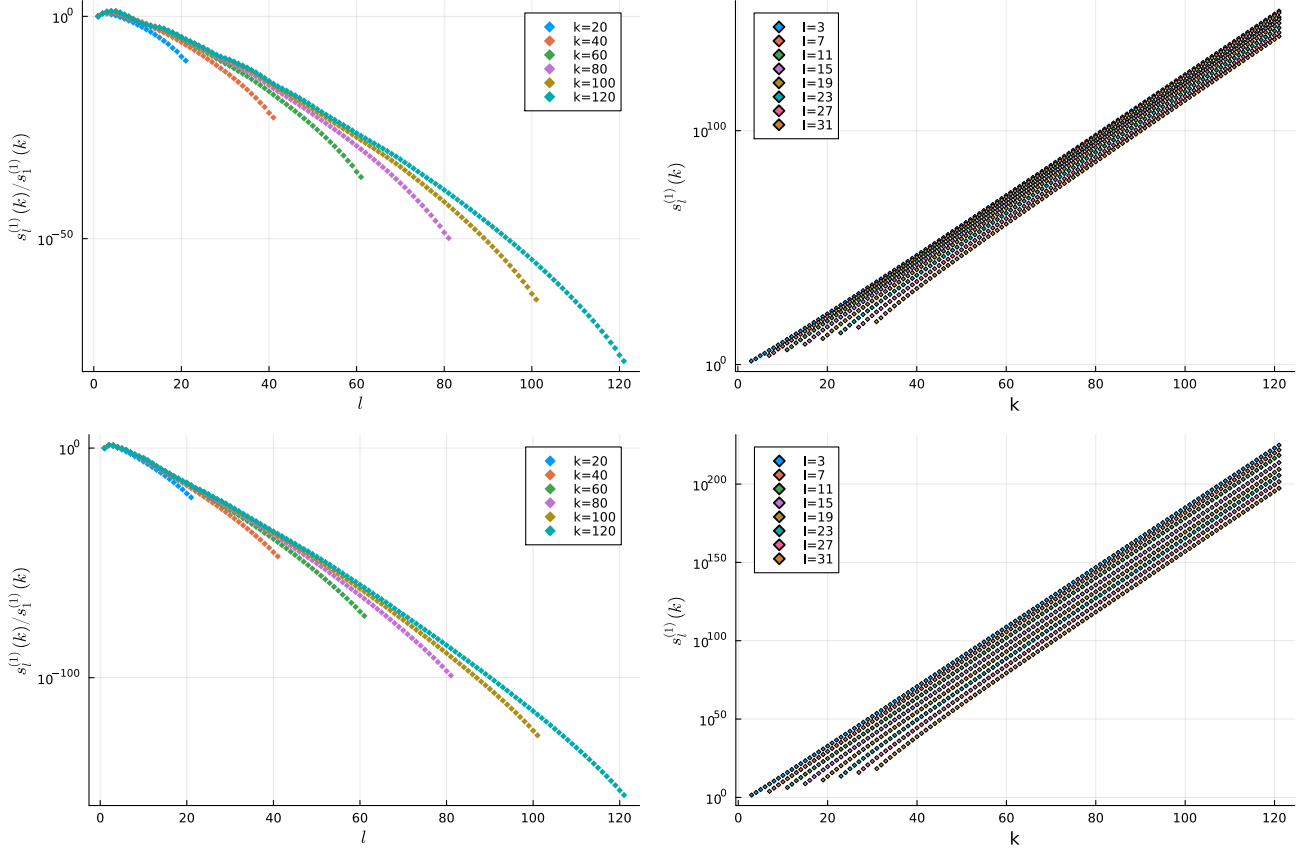 10^0
10^{-50}
s_l^{(1)}(k)/s_1^{(1)}(k)
0 20 40 60 80 100 120
l
k=20
k=40
k=60
k=80
k=100
k=120
10^{100}
10^0
s_l^{(1)}(k)
0 20 40 60 80 100 120
k
l=3
l=7
l=11
l=15
l=19
l=23
l=27
l=31
10^0
10^{-100}
s_l^{(1)}(k)/s_1^{(1)}(k)
0 20 40 60 80 100 120
l
k=20
k=40
k=60
k=80
k=100
k=120
10^{200}
10^{150}
10^{100}
10^{50}
10^0
s_l^{(1)}(k)
0 20 40 60 80 100 120
k
l=3
l=7
l=11
l=15
l=19
l=23
l=27
l=31